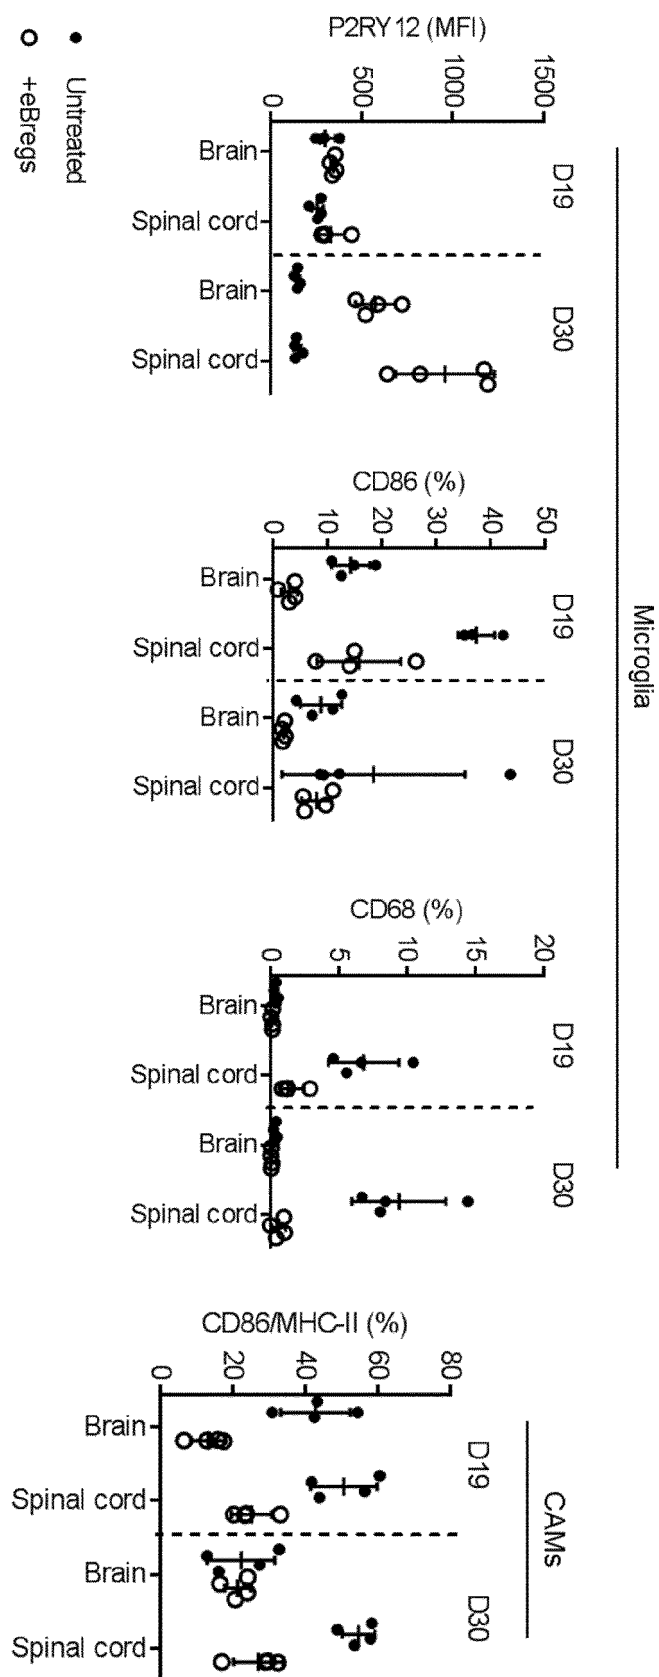 Untreated
+eBregs
Microglia
P2RY12 (MFI)
0
500
1000
1500
D19
D30
Brain
Spinal cord
Brain
Spinal cord
CD86 (%)
0
10
20
30
40
50
D19
D30
Brain
Spinal cord
Brain
Spinal cord
CD68 (%)
0
5
10
15
20
D19
D30
Brain
Spinal cord
Brain
Spinal cord
CAMs
CD86/MHC-II (%)
0
20
40
60
80
D19
D30
Brain
Spinal cord
Brain
Spinal cord